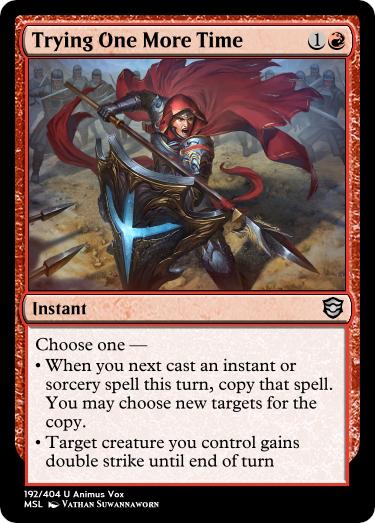 Trying One More Time
1
Instant
Choose one —
• When you next cast an instant or
sorcery spell this turn, copy that spell.
You may choose new targets for the
copy.
• Target creature you control gains
double strike until end of turn
192/404 U Animus Vox
MSL Vathan Suwannaworn